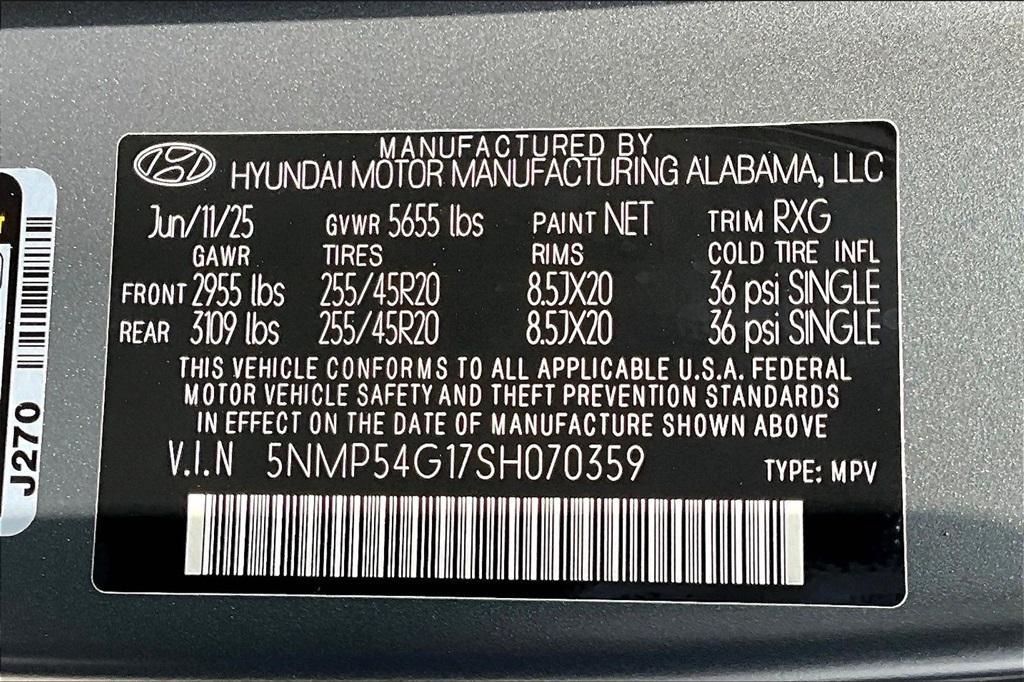 MANUFACTURED BY
HYUNDAI MOTOR MANUFACTURING ALABAMA, LLC
Jun/11/25 GVWR 5655 lbs PAINT NET TRIM RXG
GAWR TIRES RIMS COLD TIRE INFL
FRONT 2955 lbs 255/45R20 8.5JX20 36 psi SINGLE
REAR 3109 lbs 255/45R20 8.5JX20 36 psi SINGLE
THIS VEHICLE CONFORMS TO ALL APPLICABLE U.S.A. FEDERAL
MOTOR VEHICLE SAFETY AND THEFT PREVENTION STANDARDS
IN EFFECT ON THE DATE OF MANUFACTURE SHOWN ABOVE
V.I.N 5NMP54G17SH070359 TYPE: MPV
J270